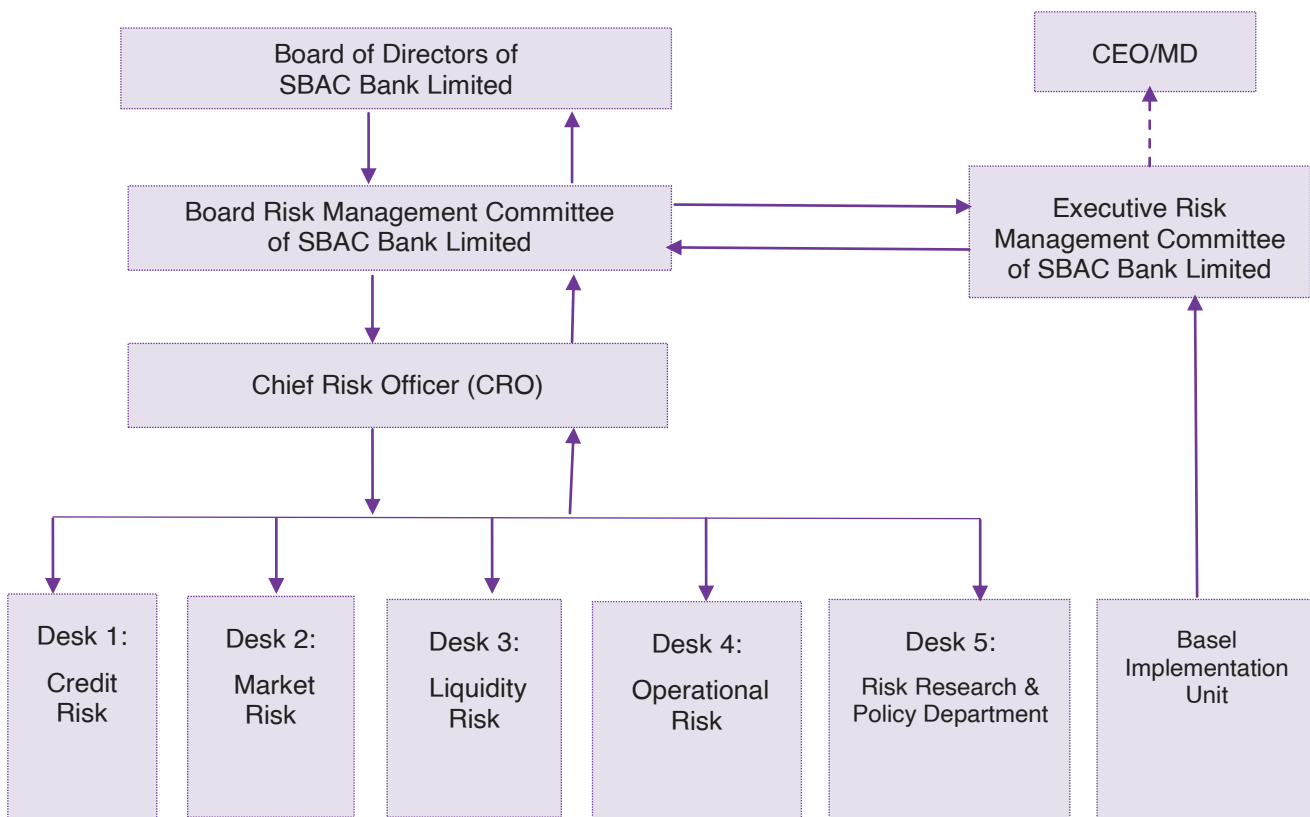 Board of Directors of
SBAC Bank Limited
CEO/MD
Board Risk Management Committee
of SBAC Bank Limited
Executive Risk
Management Committee
of SBAC Bank Limited
Chief Risk Officer (CRO)
Desk 1:
Credit
Risk
Desk 2:
Market
Risk
Desk 3:
Liquidity
Risk
Desk 4:
Operational
Risk
Desk 5:
Risk Research &
Policy Department
Basel
Implementation
Unit